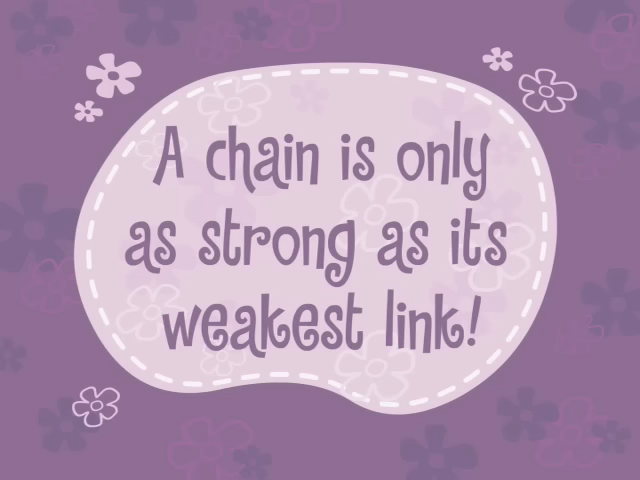 A chain is only
as strong as its
weakest link!